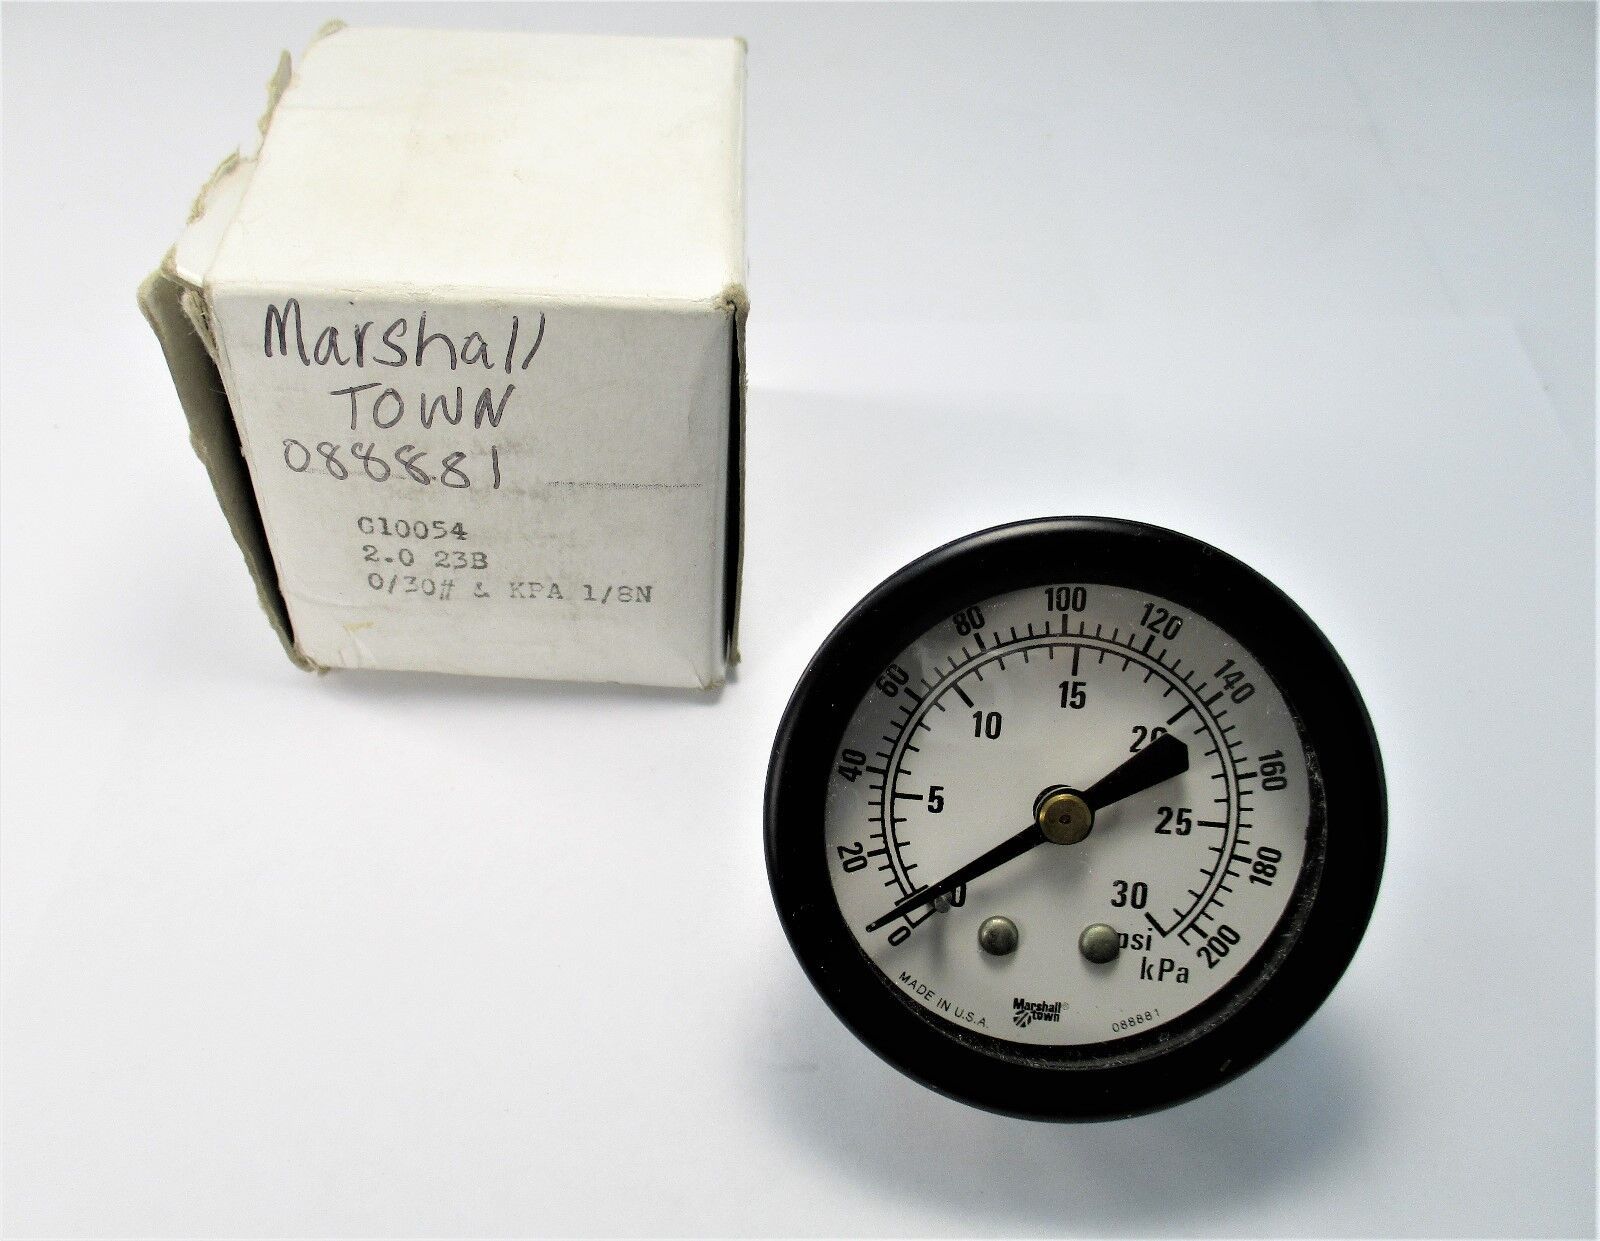 Marshall
TOWN
088881
G10054
2.0 23B
0/30# & KPA 1/8N
0 20 40 60 80 100 120 140 160 180 200
0 5 10 15 20 25 30
psi
kPa
MADE IN U.S.A.
Marshall®
town
088881